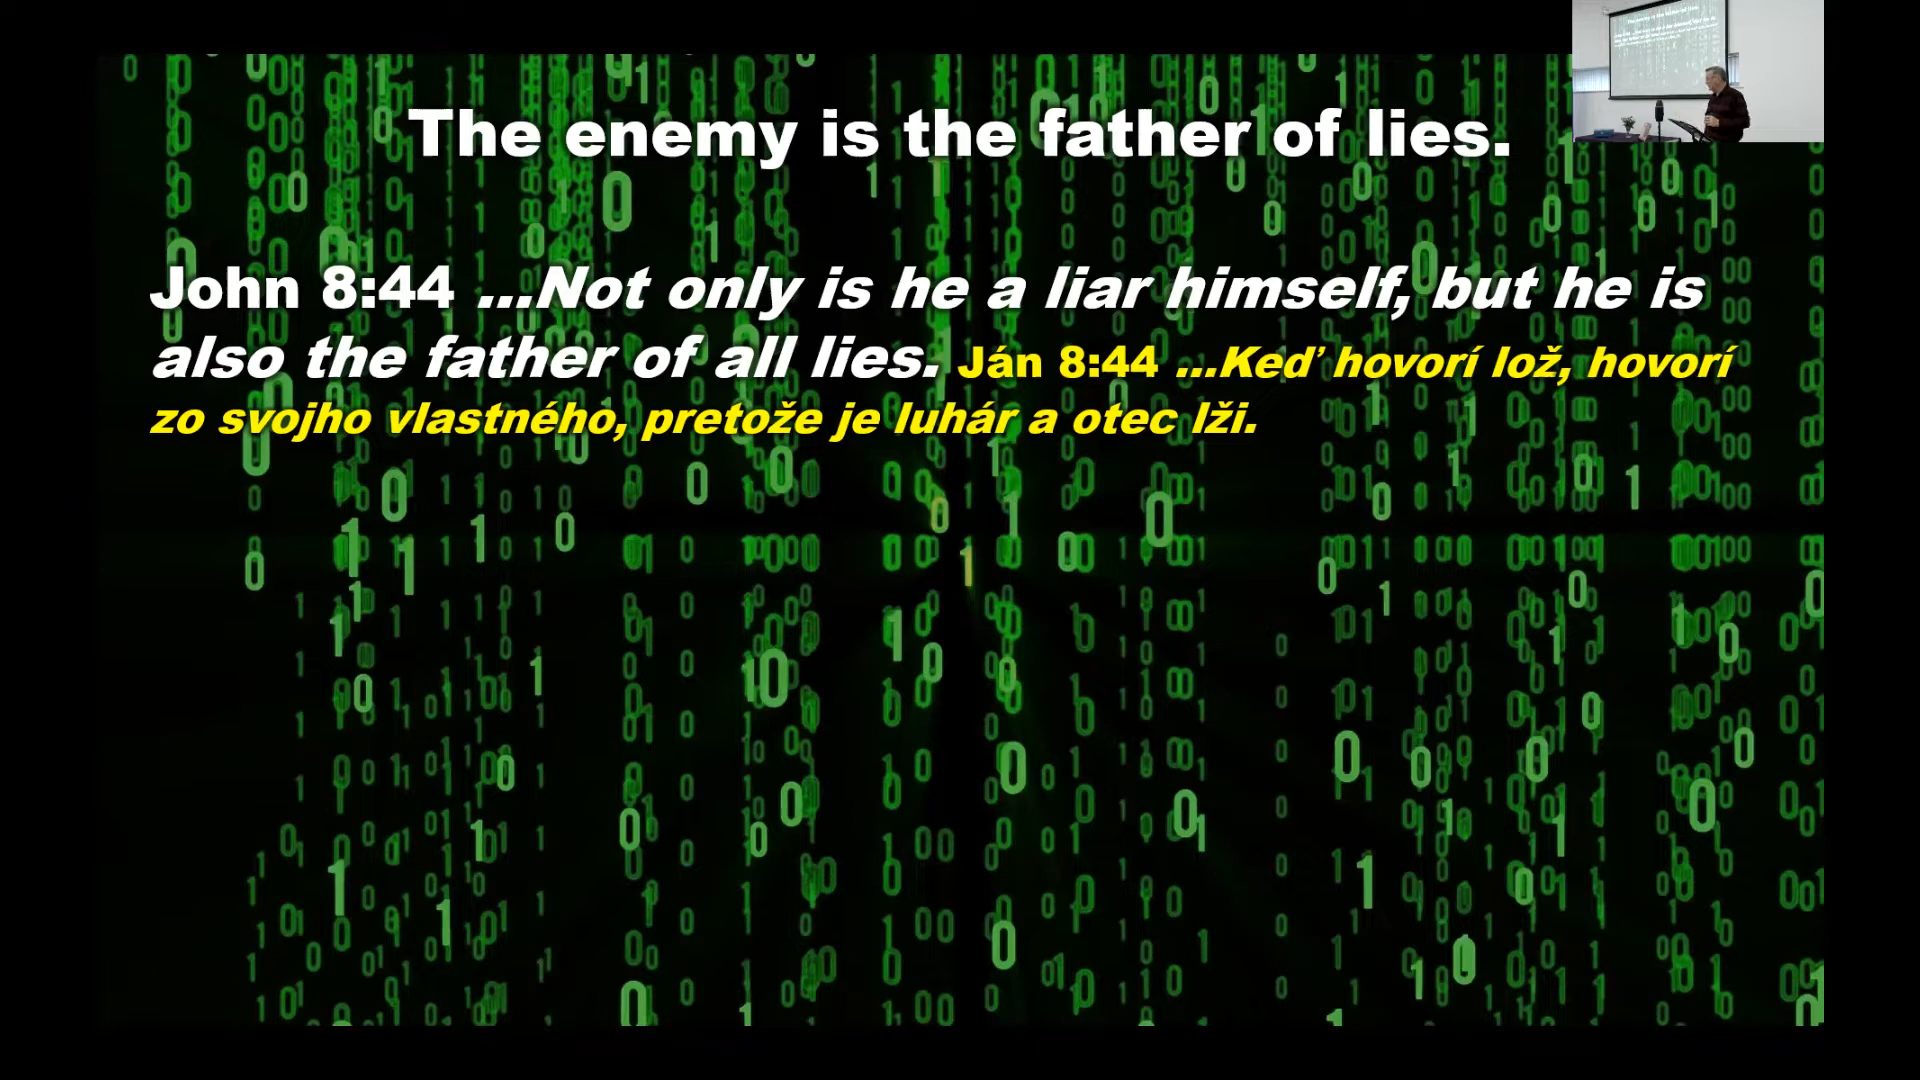 The enemy is the father of lies.
John 8:44 ...Not only is he a liar himself, but he is
also the father of all lies. Ján 8:44 ...Keď hovorí lož, hovorí
zo svojho vlastného, pretože je luhár a otec lži.